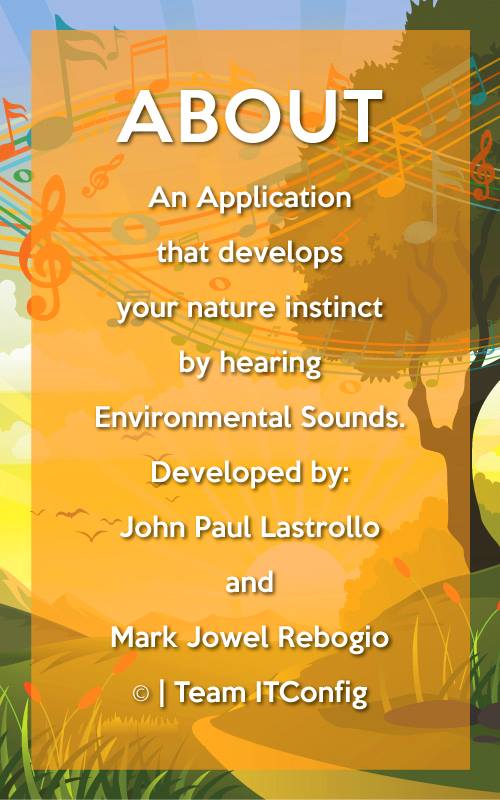 ABOUT
An Application
that develops
your nature instinct
by hearing
Environmental Sounds.
Developed by:
John Paul Lastrollo
and
Mark Jowel Rebogio
© | Team ITConfig